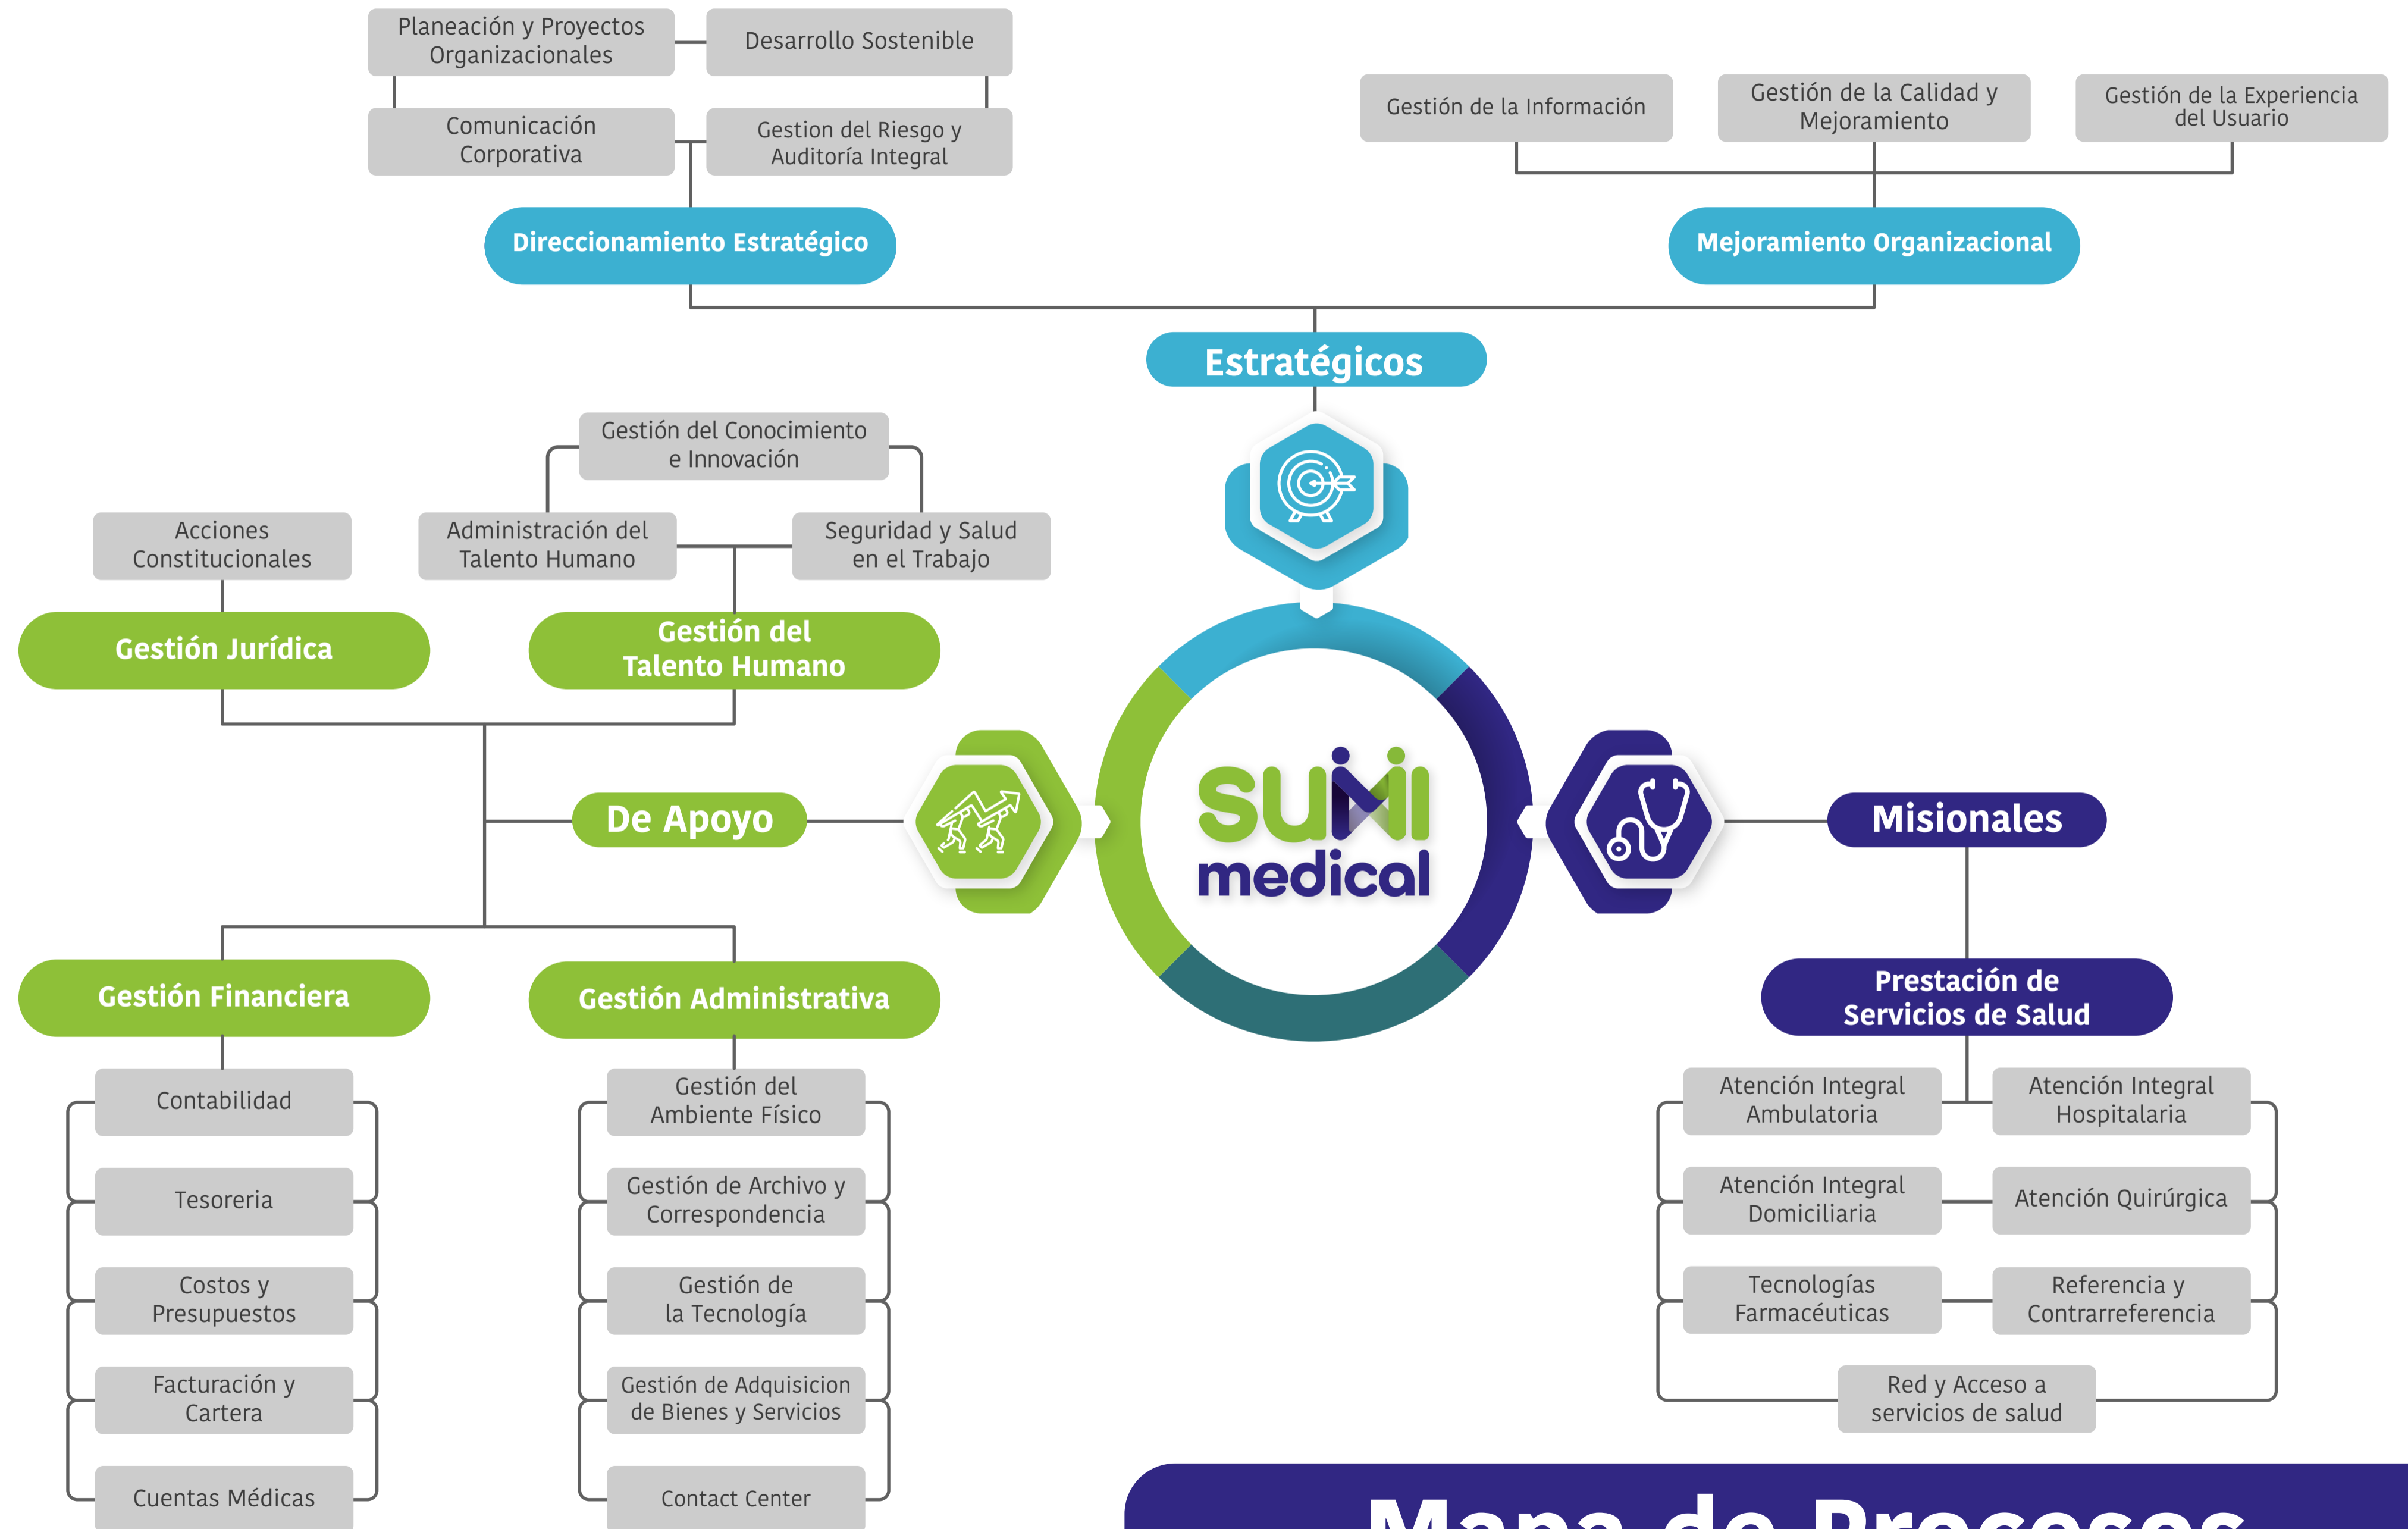 Planeación y Proyectos
Organizacionales
Desarrollo Sostenible
Comunicación
Corporativa
Gestion del Riesgo y
Auditoría Integral
Direccionamiento Estratégico
Gestión de la Información
Gestión de la Calidad y
Mejoramiento
Gestión de la Experiencia
del Usuario
Mejoramiento Organizacional
Estratégicos
Gestión del Conocimiento
e Innovación
Acciones
Constitucionales
Administración del
Talento Humano
Seguridad y Salud
en el Trabajo
Gestión Jurídica
Gestión del
Talento Humano
De Apoyo
sumi
medical
Misionales
Gestión Financiera
Gestión Administrativa
Prestación de
Servicios de Salud
Contabilidad
Tesoreria
Costos y
Presupuestos
Facturación y
Cartera
Cuentas Médicas
Gestión del
Ambiente Físico
Gestión de Archivo y
Correspondencia
Gestión de
la Tecnología
Gestión de Adquisicion
de Bienes y Servicios
Contact Center
Atención Integral
Ambulatoria
Atención Integral
Hospitalaria
Atención Integral
Domiciliaria
Atención Quirúrgica
Tecnologías
Farmacéuticas
Referencia y
Contrarreferencia
Red y Acceso a
servicios de salud
Mapa de Procesos